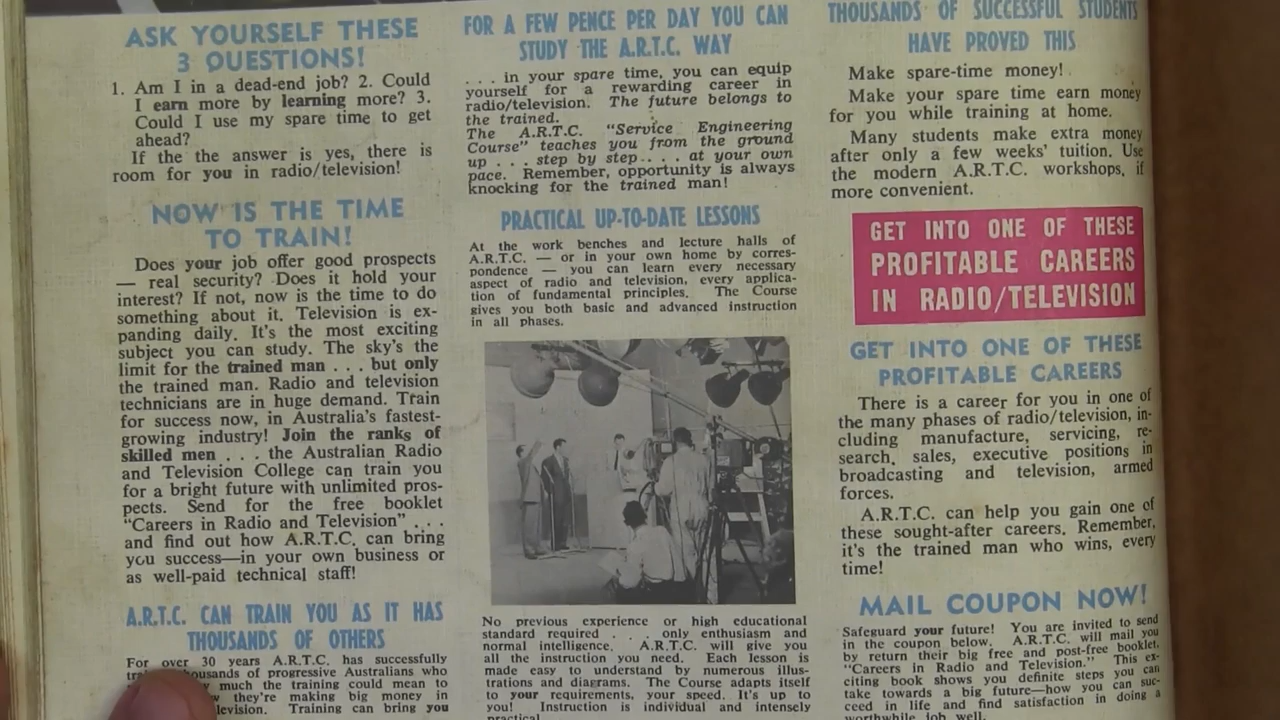 ASK YOURSELF THESE
3 QUESTIONS!
1. Am I in a dead-end job? 2. Could
I earn more by learning more? 3.
Could I use my spare time to get
ahead?
If the the answer is yes, there is
room for you in radio/television!
NOW IS THE TIME
TO TRAIN!
Does your job offer good prospects
— real security? Does it hold your
interest? If not, now is the time to do
something about it. Television is ex-
panding daily. It's the most exciting
subject you can study. The sky's the
limit for the trained man . . . but only
the trained man. Radio and television
technicians are in huge demand. Train
for success now, in Australia's fastest-
growing industry! Join the ranks of
skilled men . . . the Australian Radio
and Television College can train you
for a bright future with unlimited pros-
pects. Send for the free booklet
"Careers in Radio and Television" . . .
and find out how A.R.T.C. can bring
you success—in your own business or
as well-paid technical staff!
A.R.T.C. CAN TRAIN YOU AS IT HAS
THOUSANDS OF OTHERS
For over 30 years A.R.T.C. has successfully
thousands of progressive Australians who
much the training could mean to
they're making big money in
Training can bring you
FOR A FEW PENCE PER DAY YOU CAN
STUDY THE A.R.T.C. WAY
. . . in your spare time, you can equip
yourself for a rewarding career in
radio/television. The future belongs to
the trained.
The A.R.T.C. "Service Engineering
Course" teaches you from the ground
up . . . step by step . . . . at your own
pace. Remember, opportunity is always
knocking for the trained man!
PRACTICAL UP-TO-DATE LESSONS
At the work benches and lecture halls of
A.R.T.C. — or in your own home by corres-
pondence — you can learn every necessary
aspect of radio and television, every applica-
tion of fundamental principles. The Course
gives you both basic and advanced instruction
in all phases.
No previous experience or high educational
standard required . . . only enthusiasm and
normal intelligence. A.R.T.C. will give you
all the instruction you need. Each lesson is
made easy to understand by numerous illus-
trations and diagrams. The Course adapts itself
to your requirements, your speed. It's up to
you! Instruction is individual and intensely
practical.
THOUSANDS OF SUCCESSFUL STUDENTS
HAVE PROVED THIS
Make spare-time money!
Make your spare time earn money
for you while training at home.
Many students make extra money
after only a few weeks' tuition. Use
the modern A.R.T.C. workshops, if
more convenient.
GET INTO ONE OF THESE
PROFITABLE CAREERS
IN RADIO/TELEVISION
GET INTO ONE OF THESE
PROFITABLE CAREERS
There is a career for you in one of
the many phases of radio/television, in-
cluding manufacture, servicing, re-
search, sales, executive positions in
broadcasting and television, armed
forces.
A.R.T.C. can help you gain one of
these sought-after careers. Remember,
it's the trained man who wins, every
time!
MAIL COUPON NOW!
Safeguard your future! You are invited to send
in the coupon below. A.R.T.C. will mail you
by return their big free and post-free booklet,
"Careers in Radio and Television." This ex-
citing book shows you definite steps you can
take towards a big future—how you can suc-
ceed in life and find satisfaction in doing a
worthwhile job well.